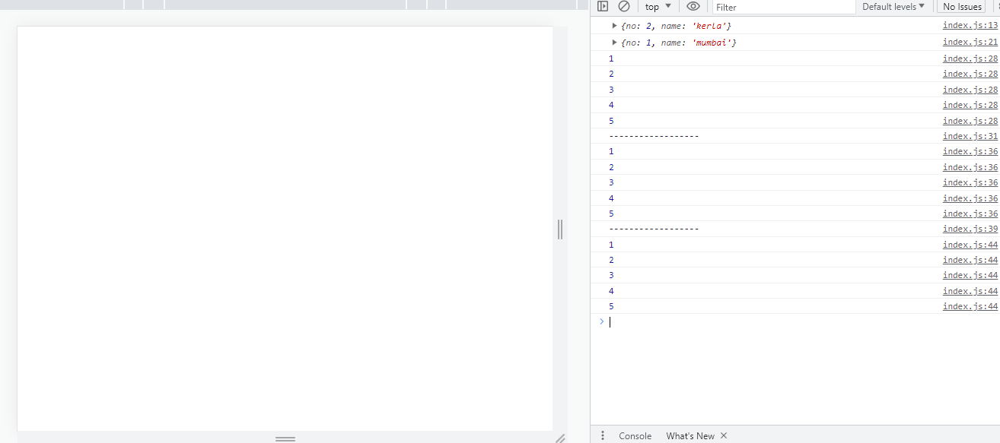 top Filter Default levels No Issues
{no: 2, name: 'kerla'} index.js:13
{no: 1, name: 'mumbai'} index.js:21
1 index.js:28
2 index.js:28
3 index.js:28
4 index.js:28
5 index.js:28
------------------ index.js:31
1 index.js:36
2 index.js:36
3 index.js:36
4 index.js:36
5 index.js:36
------------------ index.js:39
1 index.js:44
2 index.js:44
3 index.js:44
4 index.js:44
5 index.js:44
Console What's New